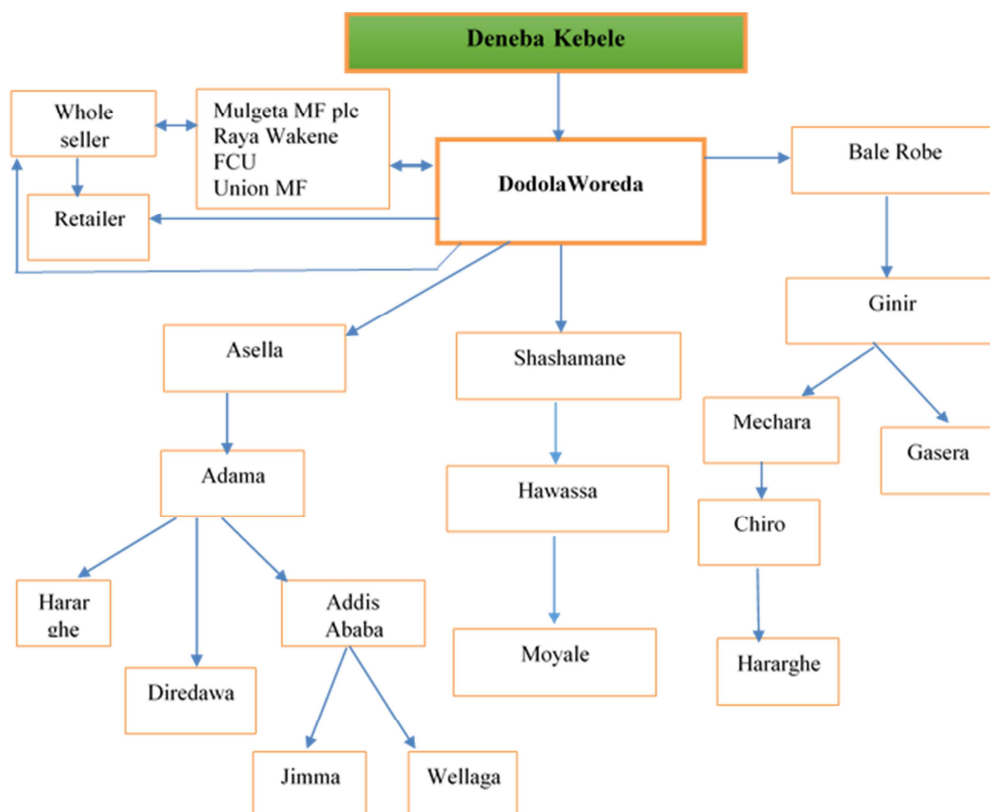 Deneba Kebele
Whole
seller
Mulgeta MF plc
Raya Wakene
FCU
Union MF
DodolaWoreda
Bale Robe
Retailer
Ginir
Asella
Shashamane
Mechara
Gasera
Adama
Hawassa
Chiro
Harar
ghe
Addis
Ababa
Moyale
Hararghe
Diredawa
Jimma
Wellaga